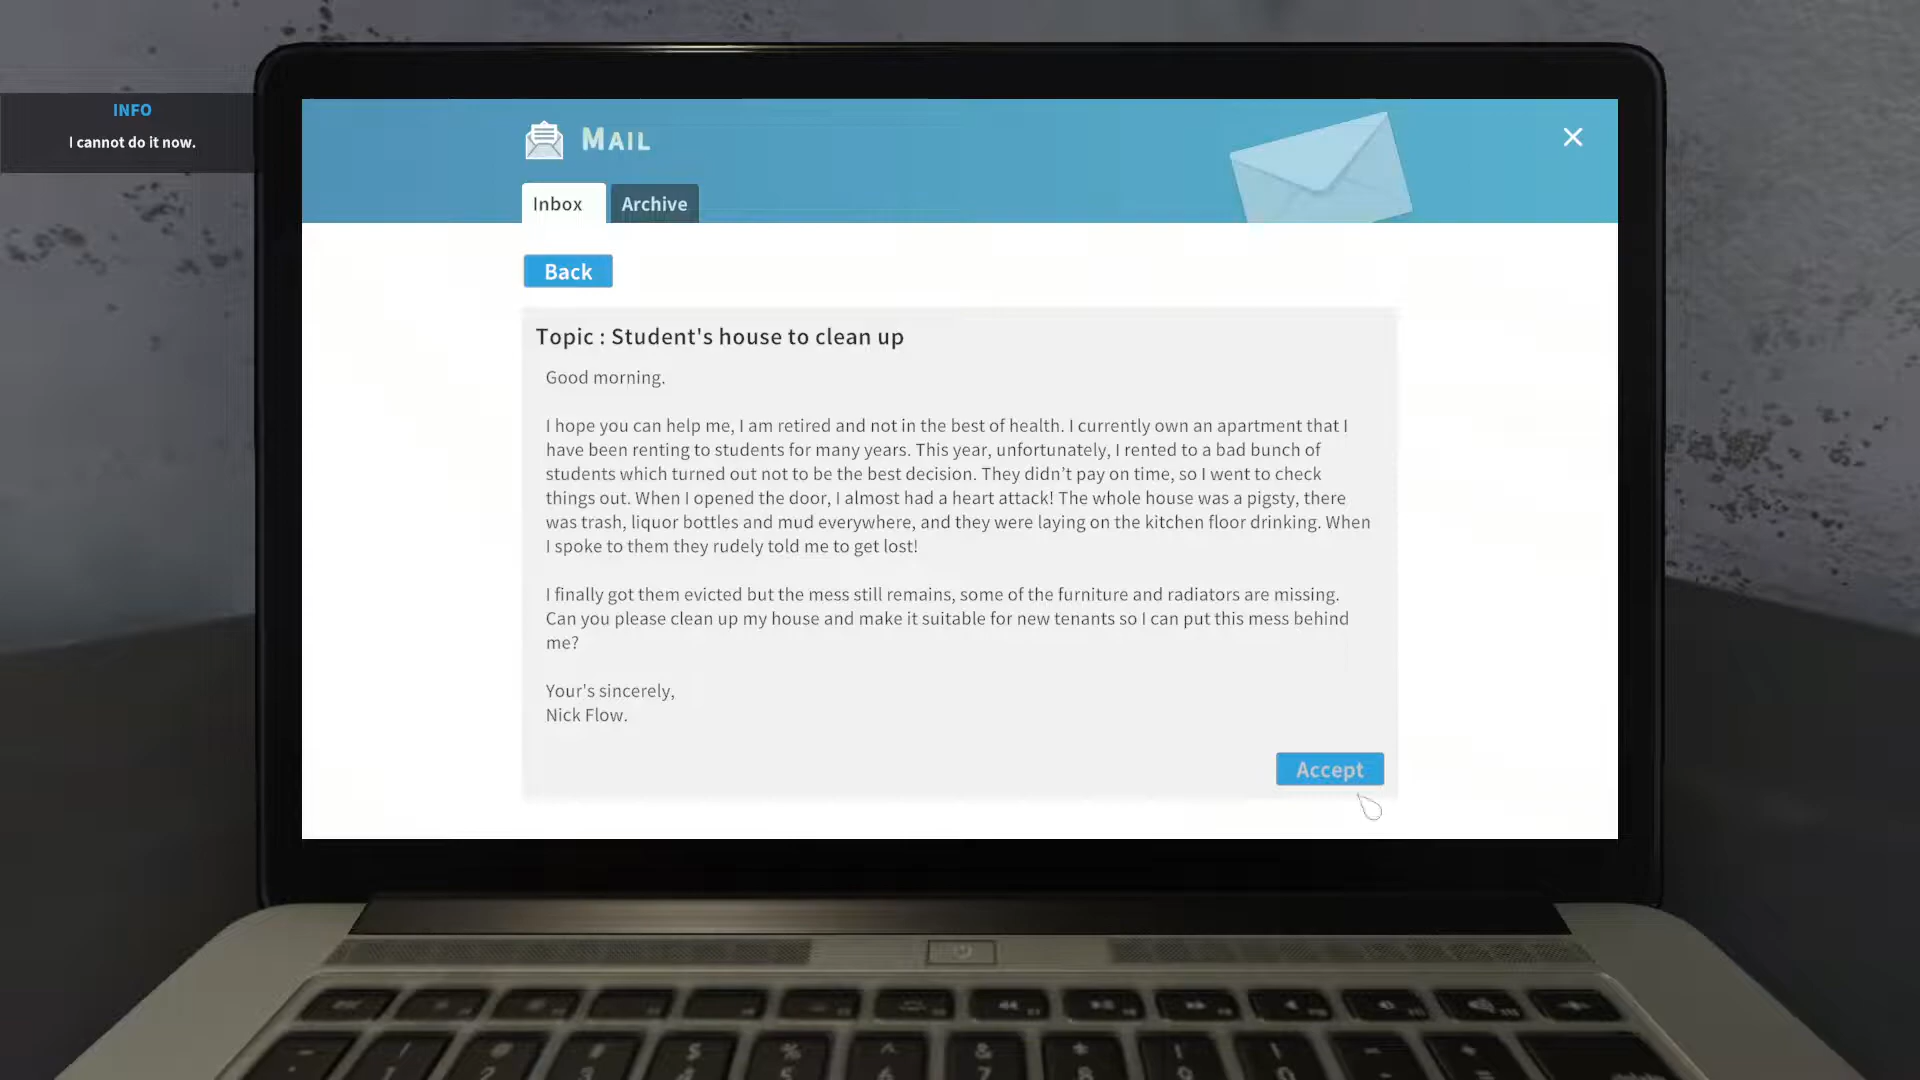 INFO
I cannot do it now.
MAIL
Inbox
Archive
Back
Topic : Student's house to clean up
Good morning.
I hope you can help me, I am retired and not in the best of health. I currently own an apartment that I
have been renting to students for many years. This year, unfortunately, I rented to a bad bunch of
students which turned out not to be the best decision. They didn’t pay on time, so I went to check
things out. When I opened the door, I almost had a heart attack! The whole house was a pigsty, there
was trash, liquor bottles and mud everywhere, and they were laying on the kitchen floor drinking. When
I spoke to them they rudely told me to get lost!
I finally got them evicted but the mess still remains, some of the furniture and radiators are missing.
Can you please clean up my house and make it suitable for new tenants so I can put this mess behind
me?
Your's sincerely,
Nick Flow.
Accept